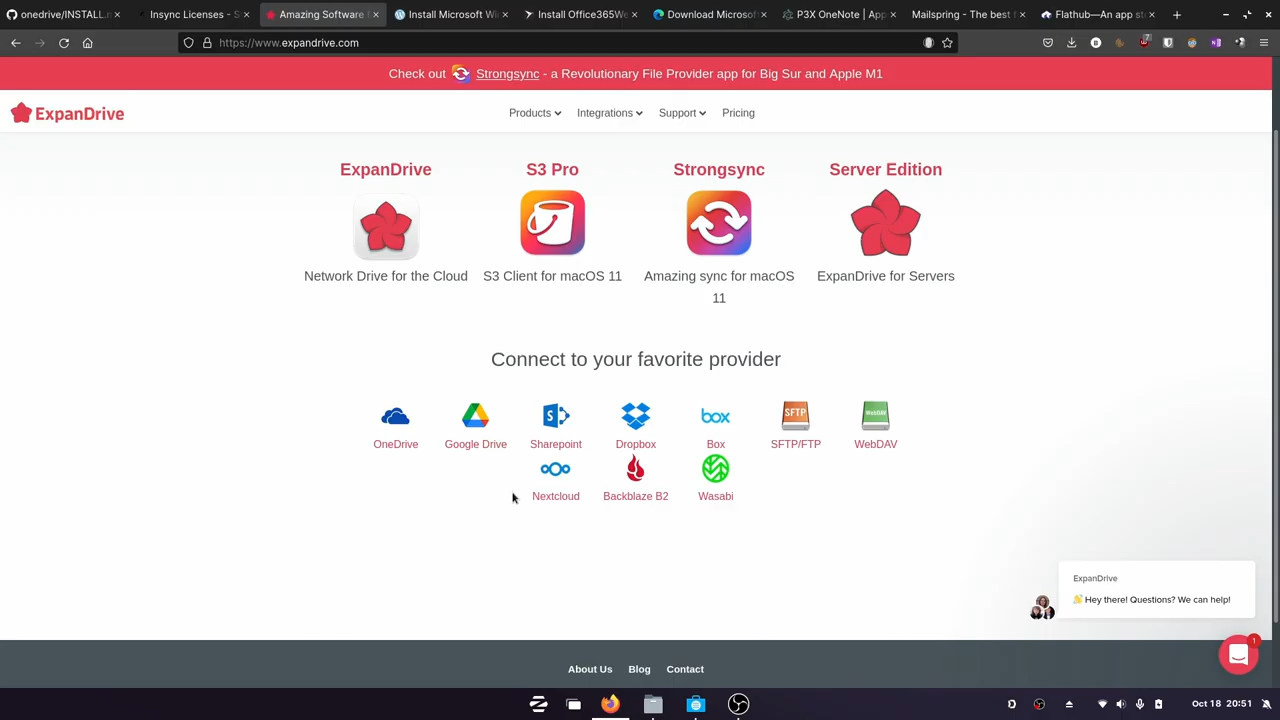 onedrive/INSTALL.n
Insync Licenses - S
Amazing Software f
Install Microsoft Wi
Install Office365We
Download Microsof
P3X OneNote | App
Mailspring - The best f
Flathub—An app st
https://www.expandrive.com
Check out Strongsync - a Revolutionary File Provider app for Big Sur and Apple M1
ExpanDrive
Products
Integrations
Support
Pricing
ExpanDrive
S3 Pro
Strongsync
Server Edition
Network Drive for the Cloud
S3 Client for macOS 11
Amazing sync for macOS
11
ExpanDrive for Servers
Connect to your favorite provider
box
SFTP
WebDAV
OneDrive
Google Drive
Sharepoint
Dropbox
Box
SFTP/FTP
WebDAV
Nextcloud
Backblaze B2
Wasabi
ExpanDrive
👋 Hey there! Questions? We can help!
1
About Us
Blog
Contact
Oct 18 20:51